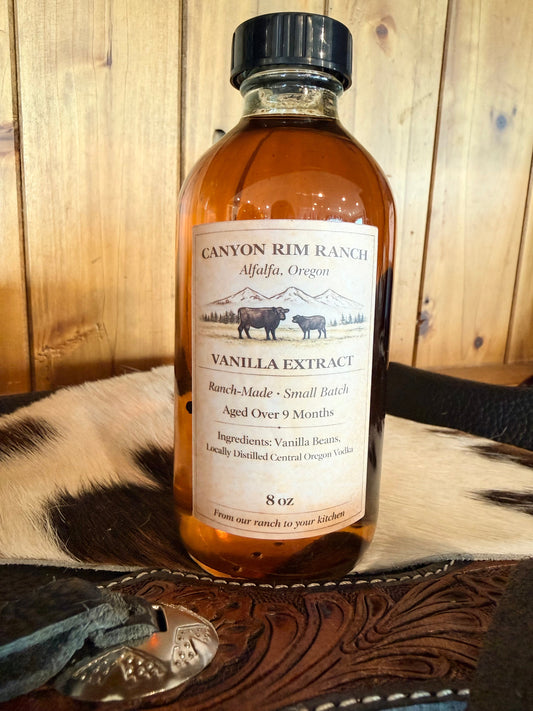 CANYON RIM RANCH
Alfalfa, Oregon
VANILLA EXTRACT
Ranch-Made · Small Batch
Aged Over 9 Months
Ingredients: Vanilla Beans,
Locally Distilled Central Oregon Vodka
8 oz
From our ranch to your kitchen